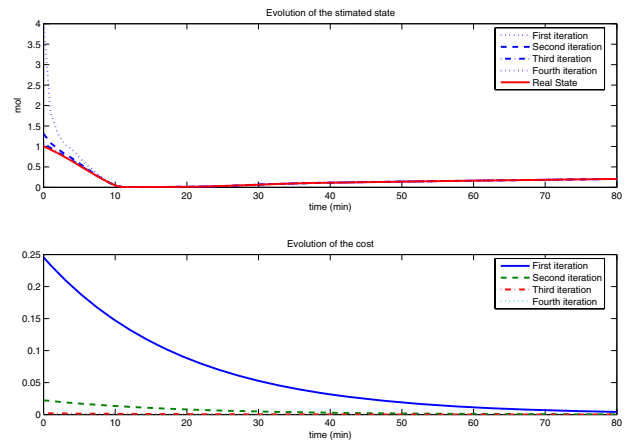 Evolution of the stimated state
4
3.5
3
2.5
2
1.5
1
0.5
0
mol
First iteration
Second iteration
Third iteration
Fourth iteration
Real State
0 10 20 30 40 50 60 70 80
time (min)
Evolution of the cost
0.25
0.2
0.15
0.1
0.05
0
First iteration
Second iteration
Third iteration
Fourth iteration
0 10 20 30 40 50 60 70 80
time (min)